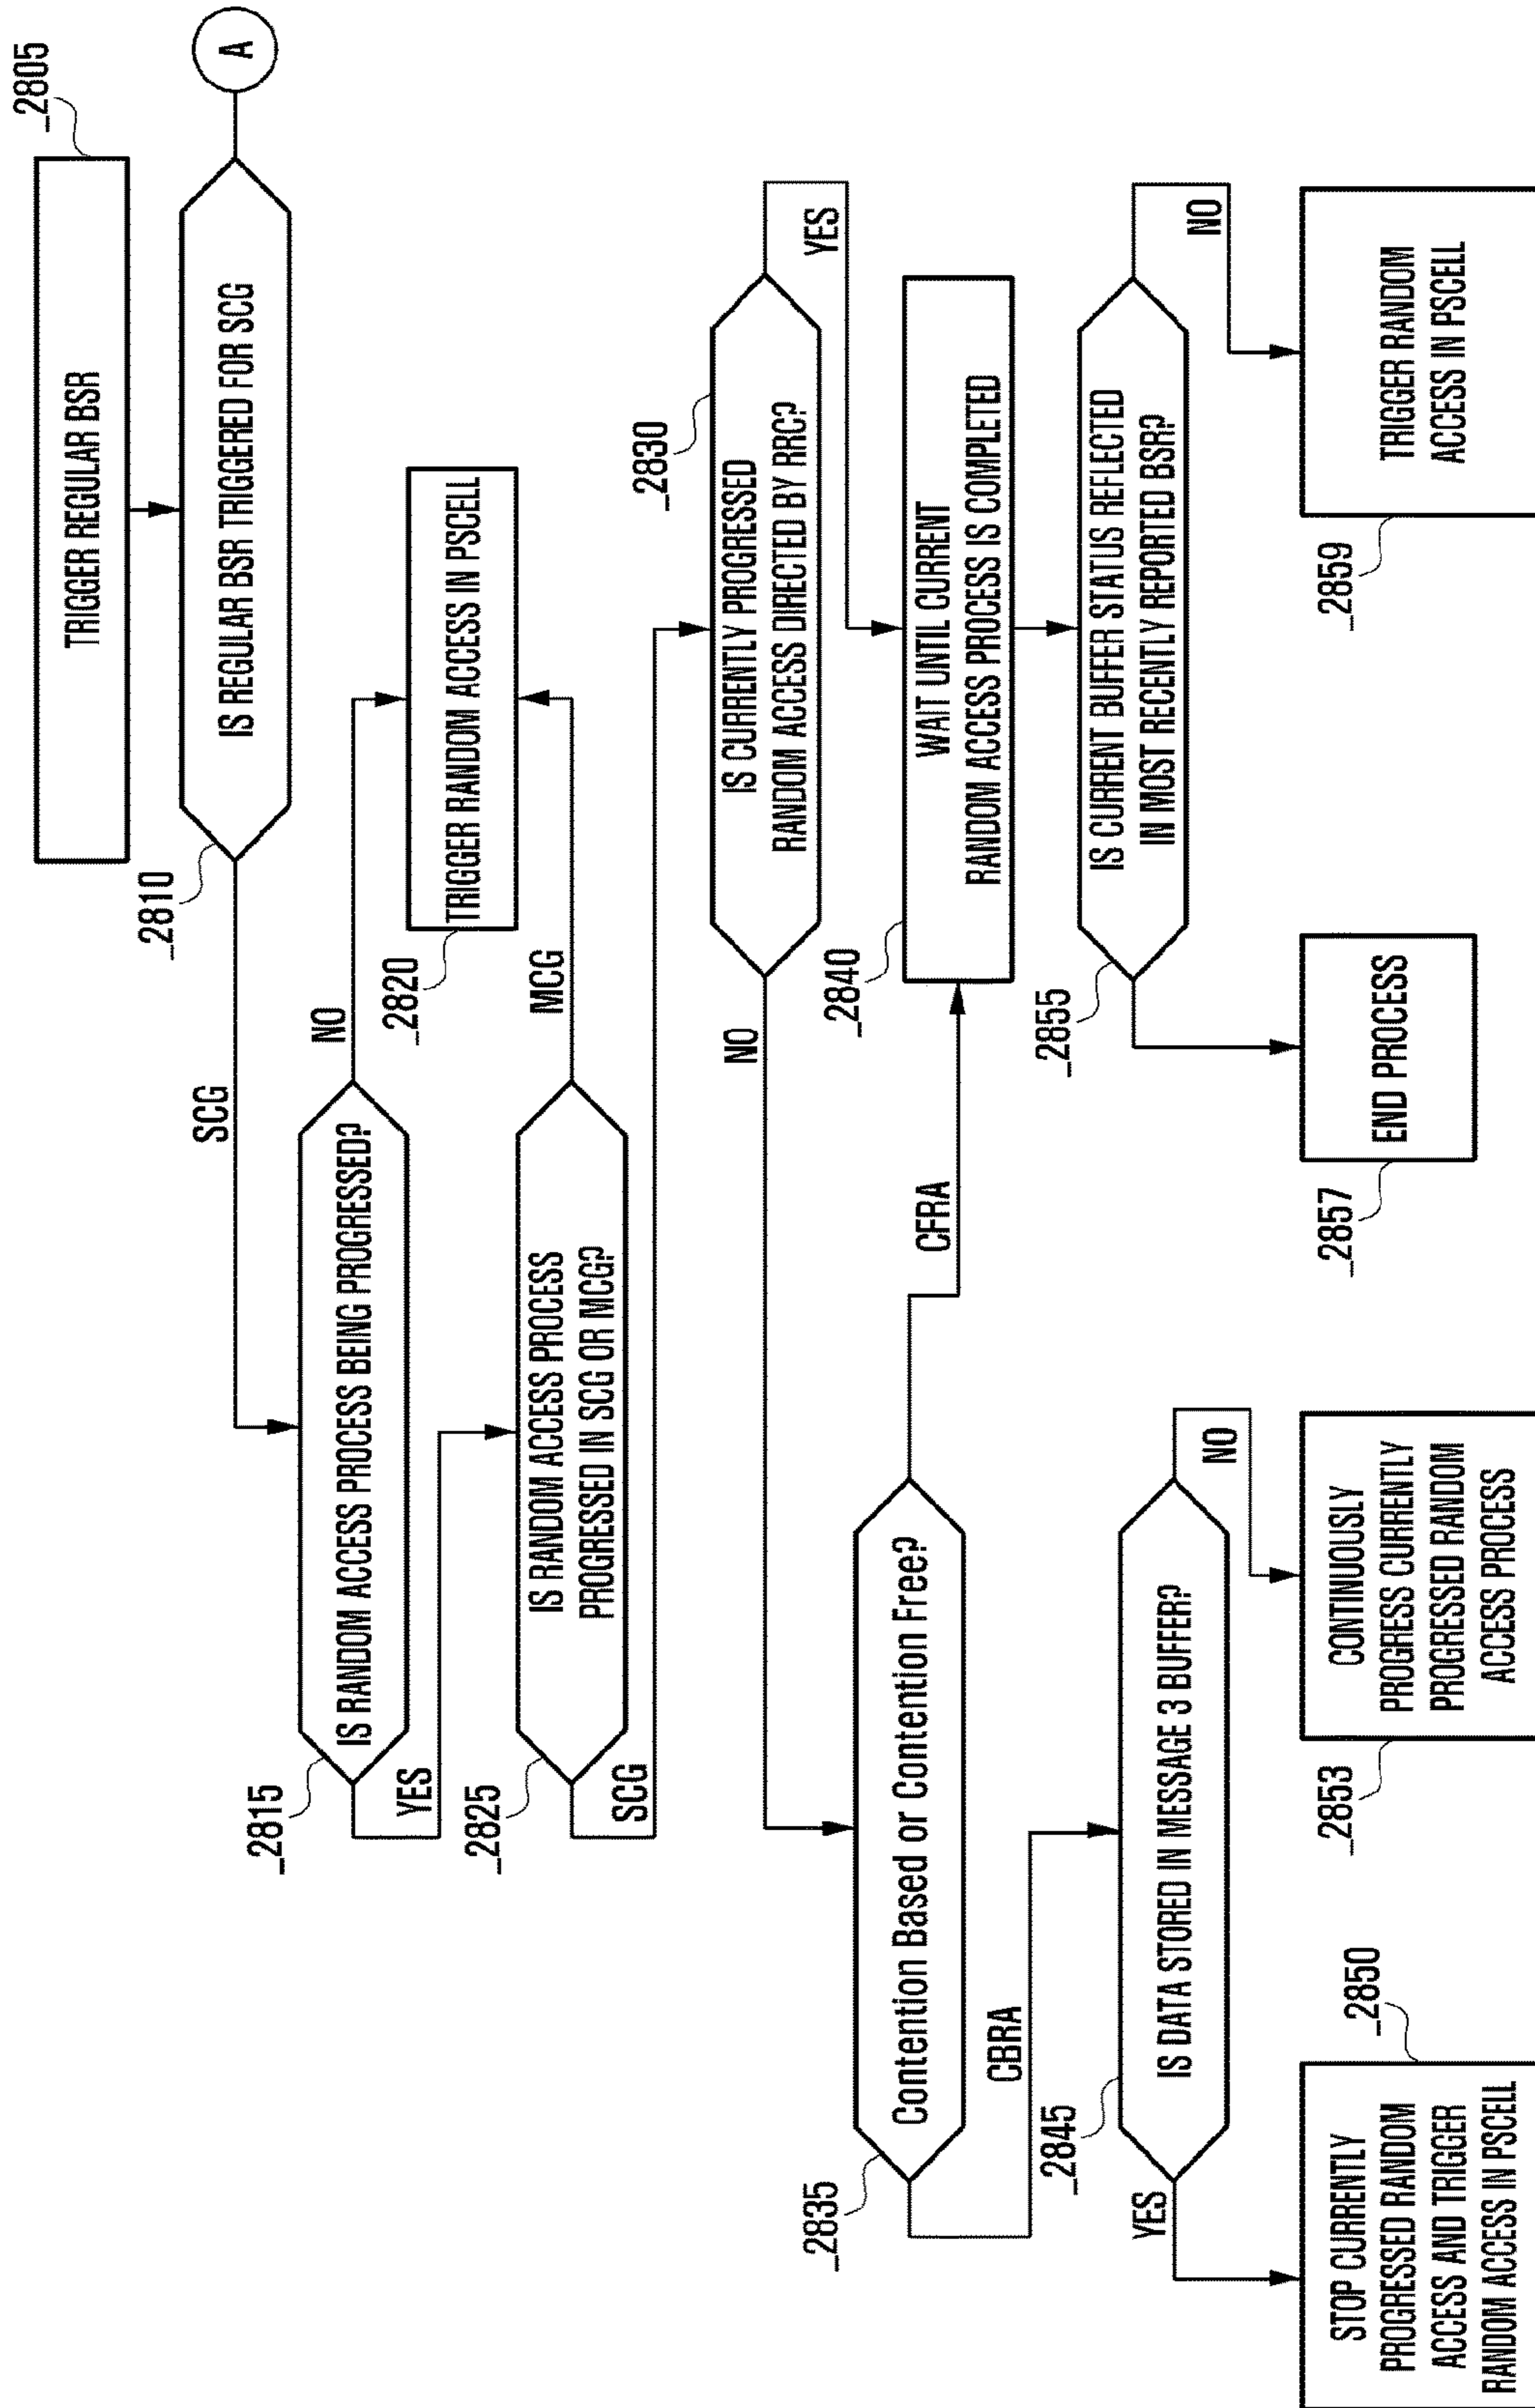 2805
TRIGGER REGULAR BSR
2810
IS REGULAR BSR TRIGGERED FOR SCG
A
SCG
2815
IS RANDOM ACCESS PROCESS BEING PROGRESSED?
NO
YES
2820
TRIGGER RANDOM ACCESS IN PSCELL
2825
IS RANDOM ACCESS PROCESS
PROGRESSED IN SCG OR MCG?
MCG
SCG
2830
IS CURRENTLY PROGRESSED
RANDOM ACCESS DIRECTED BY RRC?
NO
YES
2835
Contention Based or Contention Free?
CFRA
CBRA
2840
WAIT UNTIL CURRENT
RANDOM ACCESS PROCESS IS COMPLETED
2845
IS DATA STORED IN MESSAGE 3 BUFFER?
YES
NO
2855
IS CURRENT BUFFER STATUS REFLECTED
IN MOST RECENTLY REPORTED BSR?
NO
2850
STOP CURRENTLY
PROGRESSED RANDOM
ACCESS AND TRIGGER
RANDOM ACCESS IN PSCELL
2853
CONTINUOUSLY
PROGRESS CURRENTLY
PROGRESSED RANDOM
ACCESS PROCESS
2857
END PROCESS
2859
TRIGGER RANDOM
ACCESS IN PSCELL